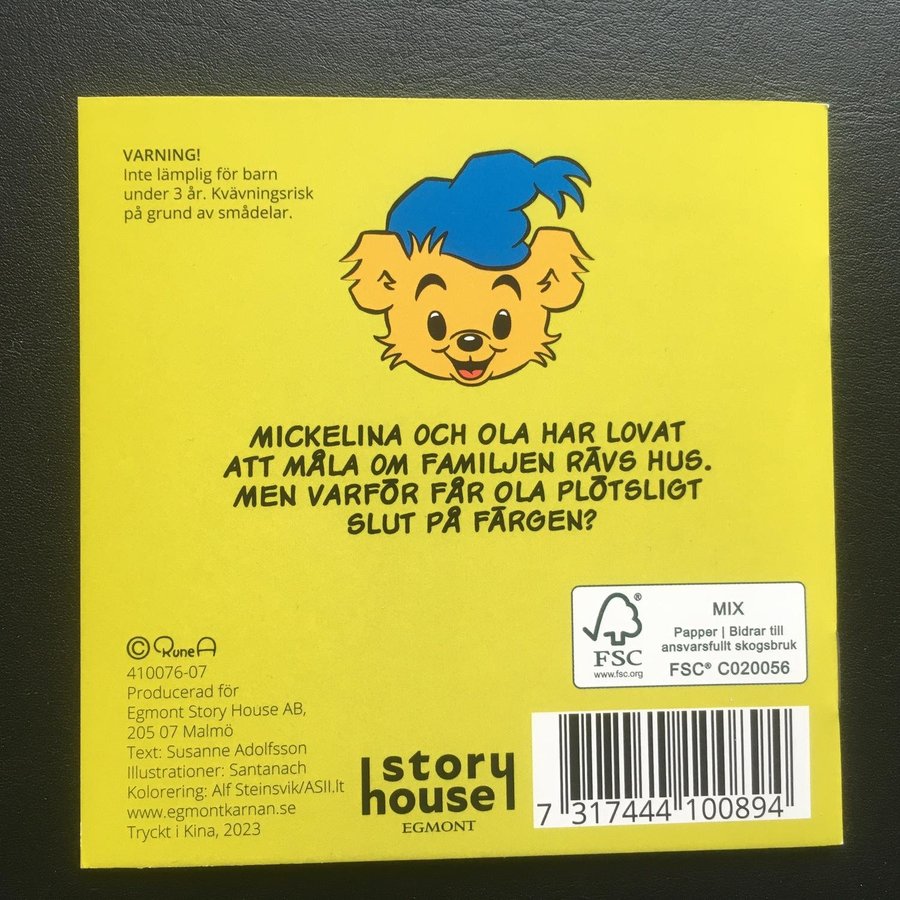 VARNING!
Inte lämplig för barn
under 3 år. Kvävningsrisk
på grund av smådelar.
MICKELINA OCH OLA HAR LOVAT
ATT MÅLA OM FAMILJEN RÄVS HUS.
MEN VARFÖR FÅR OLA PLÖTSLIGT
SLUT PÅ FÄRGEN?
FSC®
www.fsc.org
MIX
Papper | Bidrar till
ansvarsfullt skogsbruk
FSC® C020056
© Rune A
410076-07
Producerad för
Egmont Story House AB,
205 07 Malmö
Text: Susanne Adolfsson
Illustrationer: Santanach
Kolorering: Alf Steinsvik/ASII.lt
www.egmontkarnan.se
Tryckt i Kina, 2023
story
house
EGMONT
7 317444 100894